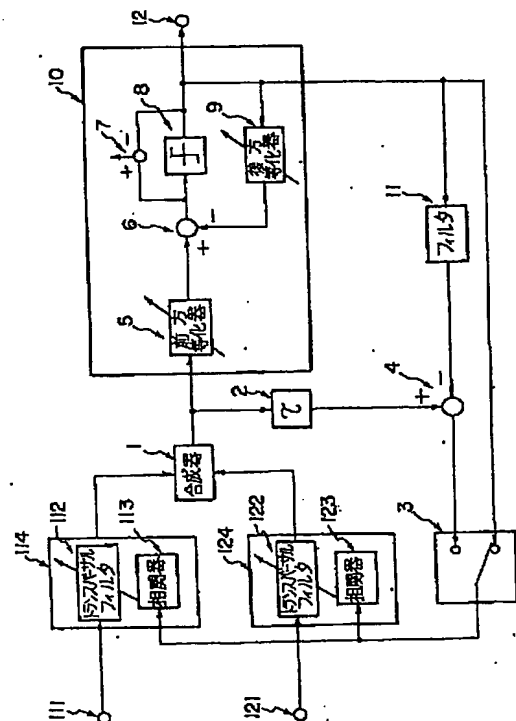 12
10
8
7
9
後方
等化器
6
11
フィルタ
5
前方
等化器
4
2
τ
1
合成器
3
114
112
113
トランスバーサル
フィルタ
相関器
124
122
123
トランスバーサル
フィルタ
相関器
111
121
+
-
+
-
+
-